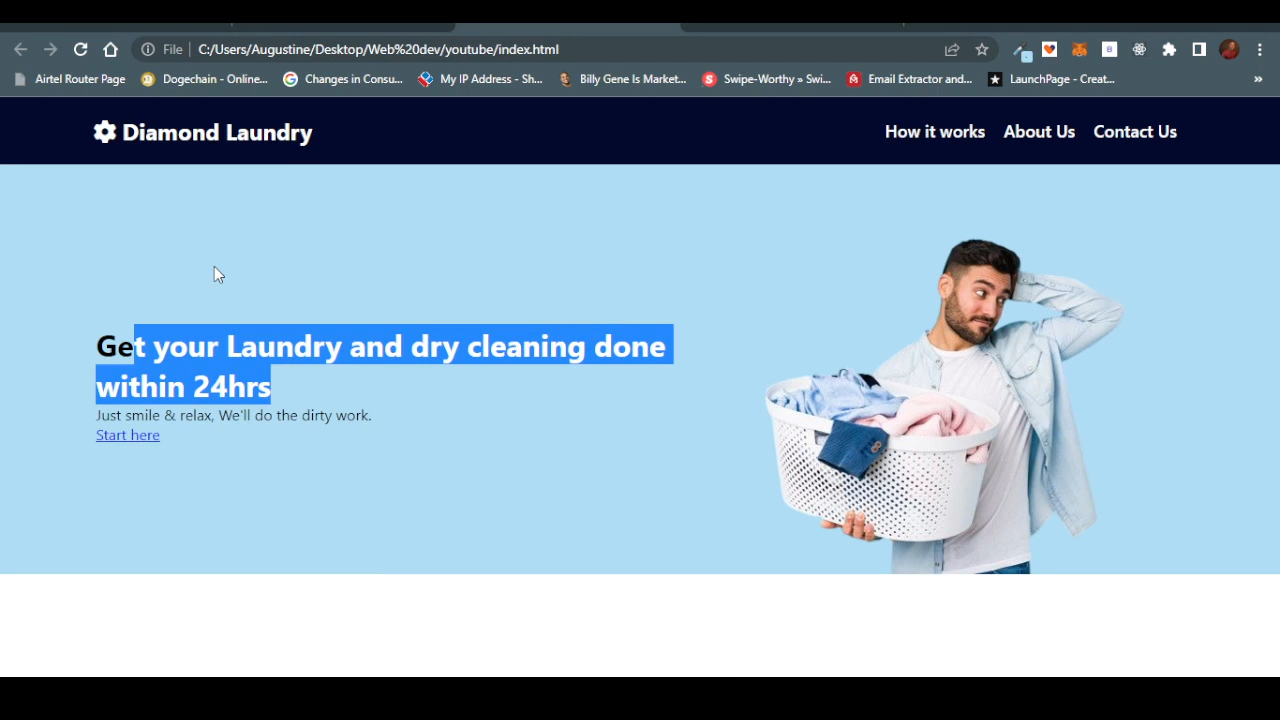 File C:/Users/Augustine/Desktop/Web%20dev/youtube/index.html
Airtel Router Page Dogechain - Online... Changes in Consu... My IP Address - Sh... Billy Gene Is Market... Swipe-Worthy » Swi... Email Extractor and... LaunchPage - Creat... »
Diamond Laundry How it works About Us Contact Us
Get your Laundry and dry cleaning done
within 24hrs
Just smile & relax, We'll do the dirty work.
Start here